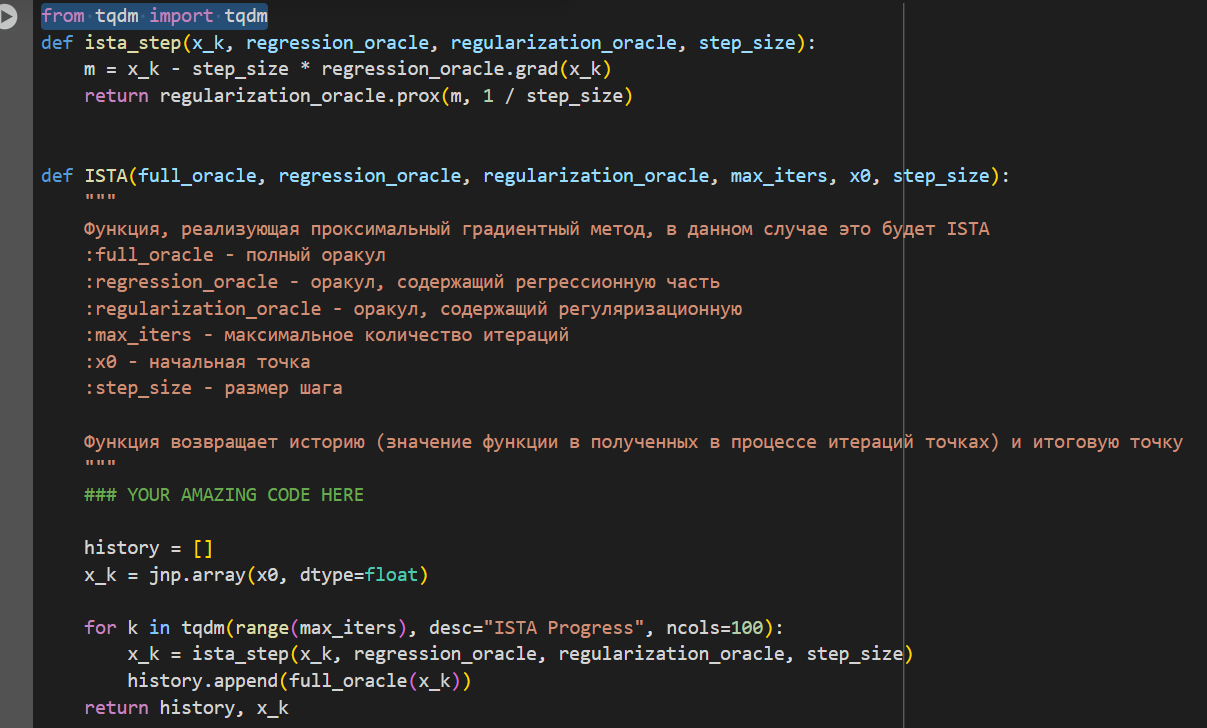 from tqdm import tqdm
def ista_step(x_k, regression_oracle, regularization_oracle, step_size):
    m = x_k - step_size * regression_oracle.grad(x_k)
    return regularization_oracle.prox(m, 1 / step_size)
def ISTA(full_oracle, regression_oracle, regularization_oracle, max_iters, x0, step_size):
    """
    Функция, реализующая проксимальный градиентный метод, в данном случае это будет ISTA
    :full_oracle - полный оракул
    :regression_oracle - оракул, содержащий регрессионную часть
    :regularization_oracle - оракул, содержащий регуляризационную
    :max_iters - максимальное количество итераций
    :x0 - начальная точка
    :step_size - размер шага
    Функция возвращает историю (значение функции в полученных в процессе итераций точках) и итоговую точку
    """
    ### YOUR AMAZING CODE HERE
    history = []
    x_k = jnp.array(x0, dtype=float)
    for k in tqdm(range(max_iters), desc="ISTA Progress", ncols=100):
        x_k = ista_step(x_k, regression_oracle, regularization_oracle, step_size)
        history.append(full_oracle(x_k))
    return history, x_k